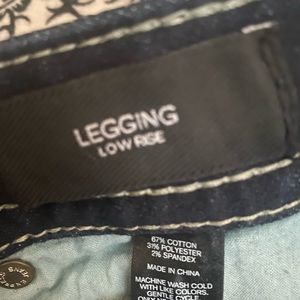 LEGGING
LOW RISE
67% COTTON
31% POLYESTER
2% SPANDEX
MADE IN CHINA
MACHINE WASH COLD
WITH LIKE COLORS.
GENTLE
CYCLE